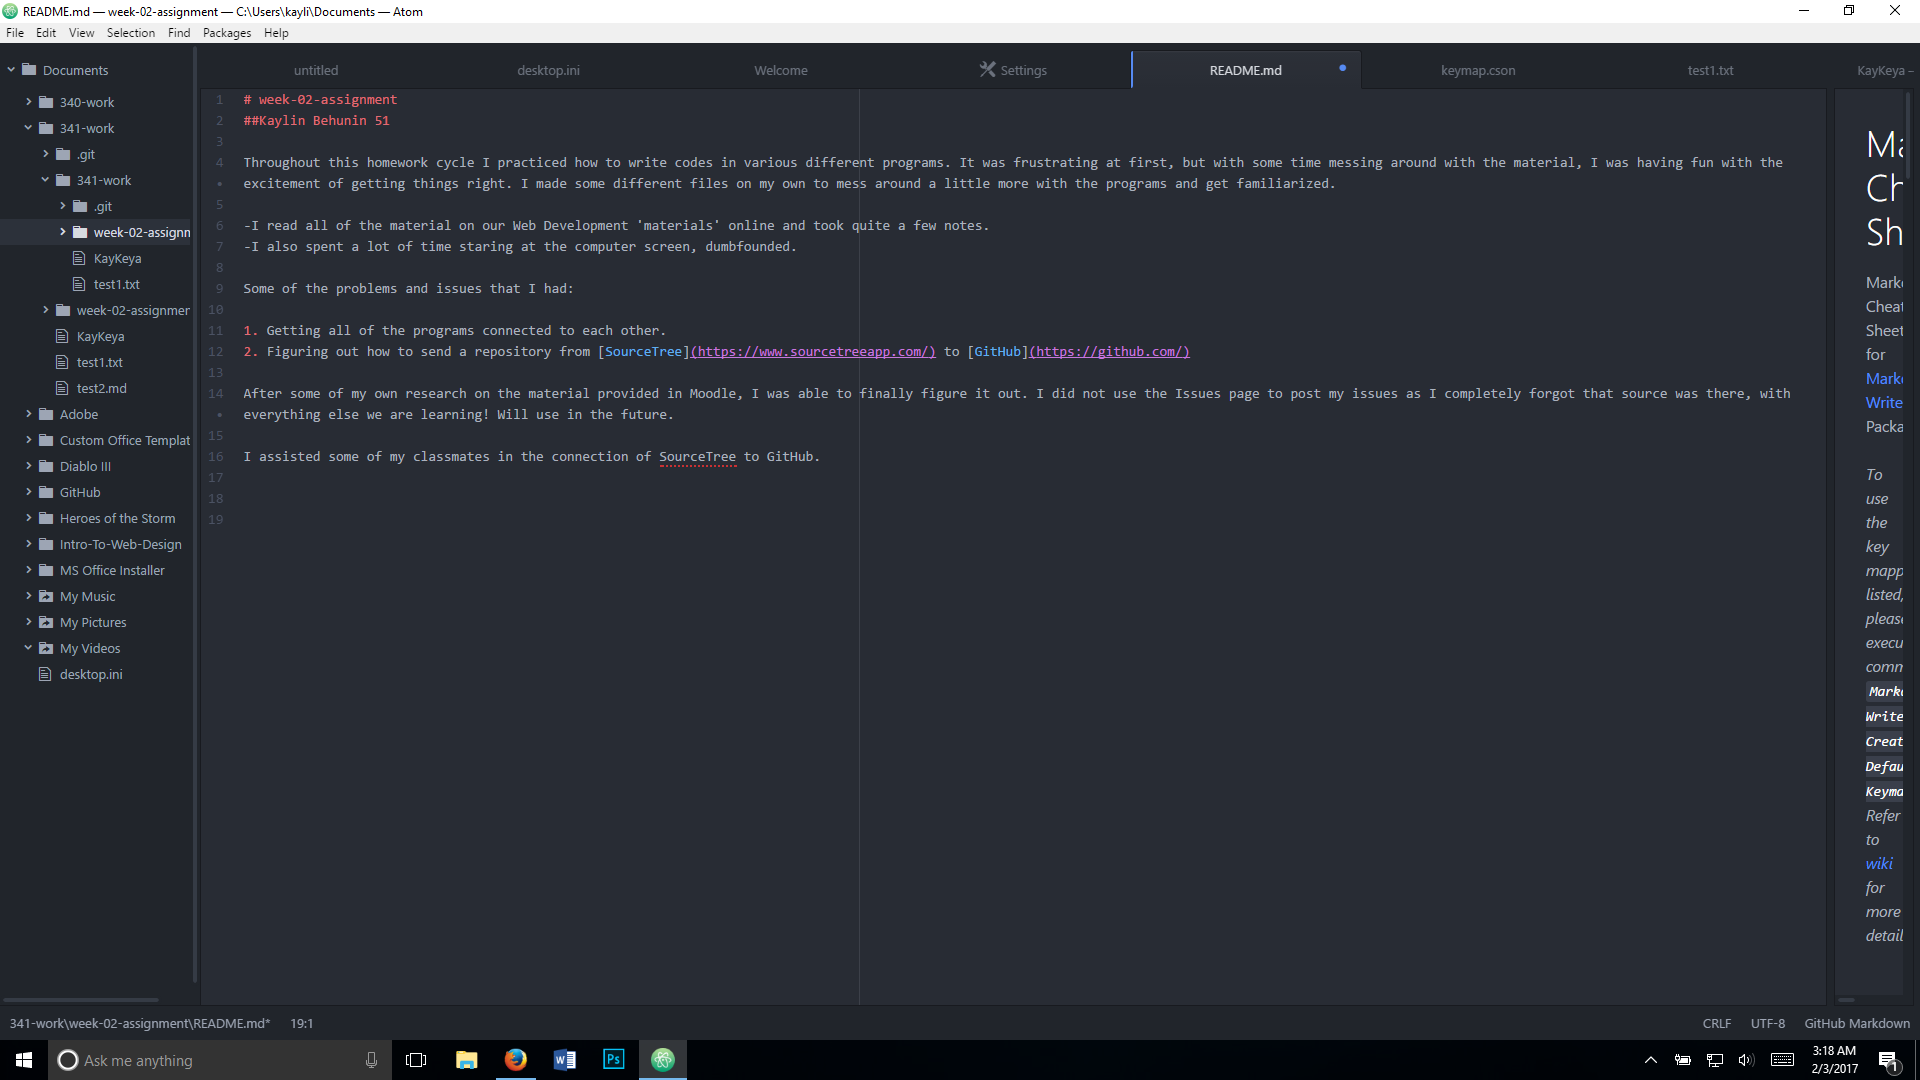 README.md — week-02-assignment — C:\Users\kayli\Documents — Atom
File Edit View Selection Find Packages Help
Documents
340-work
341-work
.git
341-work
.git
week-02-assignn
KayKeya
test1.txt
week-02-assignmer
KayKeya
test1.txt
test2.md
Adobe
Custom Office Templat
Diablo III
GitHub
Heroes of the Storm
Intro-To-Web-Design
MS Office Installer
My Music
My Pictures
My Videos
desktop.ini
untitled desktop.ini Welcome Settings README.md keymap.cson test1.txt KayKeya –
1 # week-02-assignment
2 ##Kaylin Behunin 51
3
4 Throughout this homework cycle I practiced how to write codes in various different programs. It was frustrating at first, but with some time messing around with the material, I was having fun with the
• excitement of getting things right. I made some different files on my own to mess around a little more with the programs and get familiarized.
5
6 -I read all of the material on our Web Development 'materials' online and took quite a few notes.
7 -I also spent a lot of time staring at the computer screen, dumbfounded.
8
9 Some of the problems and issues that I had:
10
11 1. Getting all of the programs connected to each other.
12 2. Figuring out how to send a repository from [SourceTree](https://www.sourcetreeapp.com/) to [GitHub](https://github.com/)
13
14 After some of my own research on the material provided in Moodle, I was able to finally figure it out. I did not use the Issues page to post my issues as I completely forgot that source was there, with
• everything else we are learning! Will use in the future.
15
16 I assisted some of my classmates in the connection of SourceTree to GitHub.
17
18
19
Ma
Ch
Sh
Marke
Cheat
Sheet
for
Marke
Write
Packa
To
use
the
key
mapp
listed,
please
execu
comm
Marke
Write
Creat
Defau
Keyma
Refer
to
wiki
for
more
detail
341-work\week-02-assignment\README.md* 19:1 CRLF UTF-8 GitHub Markdown
Ask me anything
W
Ps
3:18 AM
2/3/2017
1